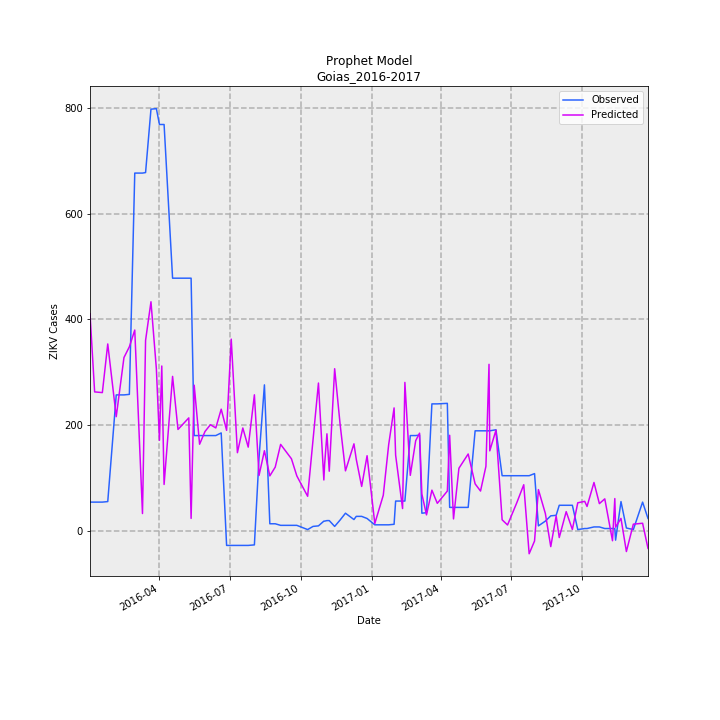 Prophet Model
Goias_2016-2017
Observed
Predicted
800
600
400
200
0
ZIKV Cases
2016-04
2016-07
2016-10
2017-01
2017-04
2017-07
2017-10
Date